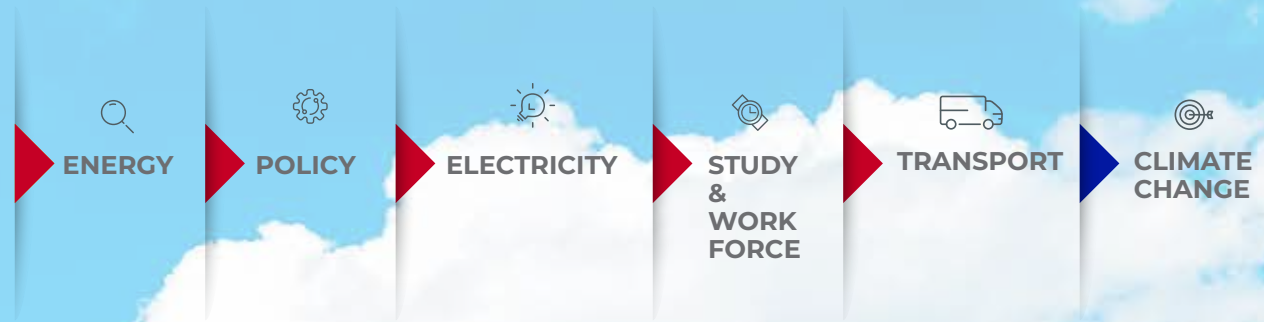 ENERGY
POLICY
ELECTRICITY
STUDY
&
WORK
FORCE
TRANSPORT
CLIMATE
CHANGE